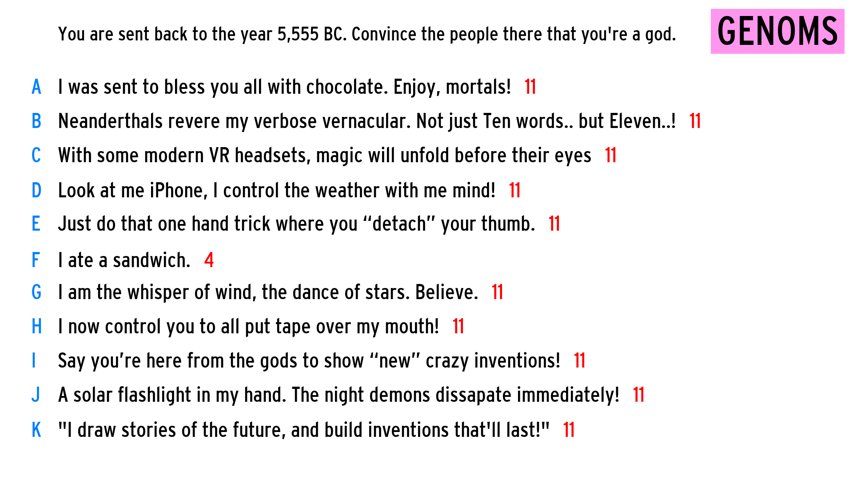 You are sent back to the year 5,555 BC. Convince the people there that you're a god.
GENOMS
A I was sent to bless you all with chocolate. Enjoy, mortals! 11
B Neanderthals revere my verbose vernacular. Not just Ten words.. but Eleven..! 11
C With some modern VR headsets, magic will unfold before their eyes 11
D Look at me iPhone, I control the weather with me mind! 11
E Just do that one hand trick where you “detach” your thumb. 11
F I ate a sandwich. 4
G I am the whisper of wind, the dance of stars. Believe. 11
H I now control you to all put tape over my mouth! 11
I Say you’re here from the gods to show “new” crazy inventions! 11
J A solar flashlight in my hand. The night demons dissapate immediately! 11
K "I draw stories of the future, and build inventions that'll last!" 11